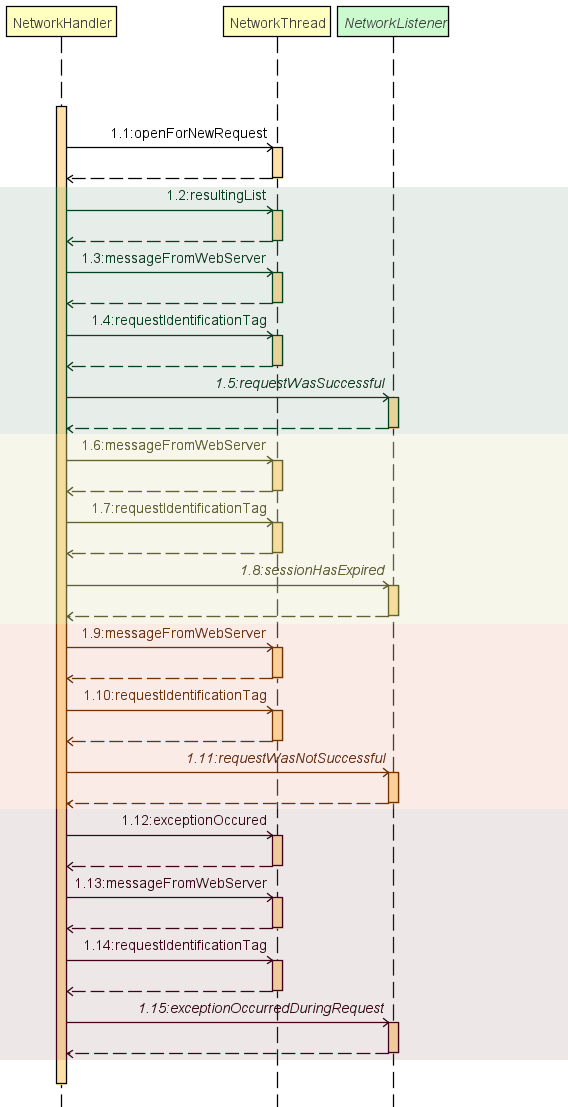 NetworkHandler
NetworkThread
NetworkListener
1.1:openForNewRequest
1.2:resultingList
1.3:messageFromWebServer
1.4:requestIdentificationTag
1.5:requestWasSuccessful
1.6:messageFromWebServer
1.7:requestIdentificationTag
1.8:sessionHasExpired
1.9:messageFromWebServer
1.10:requestIdentificationTag
1.11:requestWasNotSuccessful
1.12:exceptionOccured
1.13:messageFromWebServer
1.14:requestIdentificationTag
1.15:exceptionOccurredDuringRequest